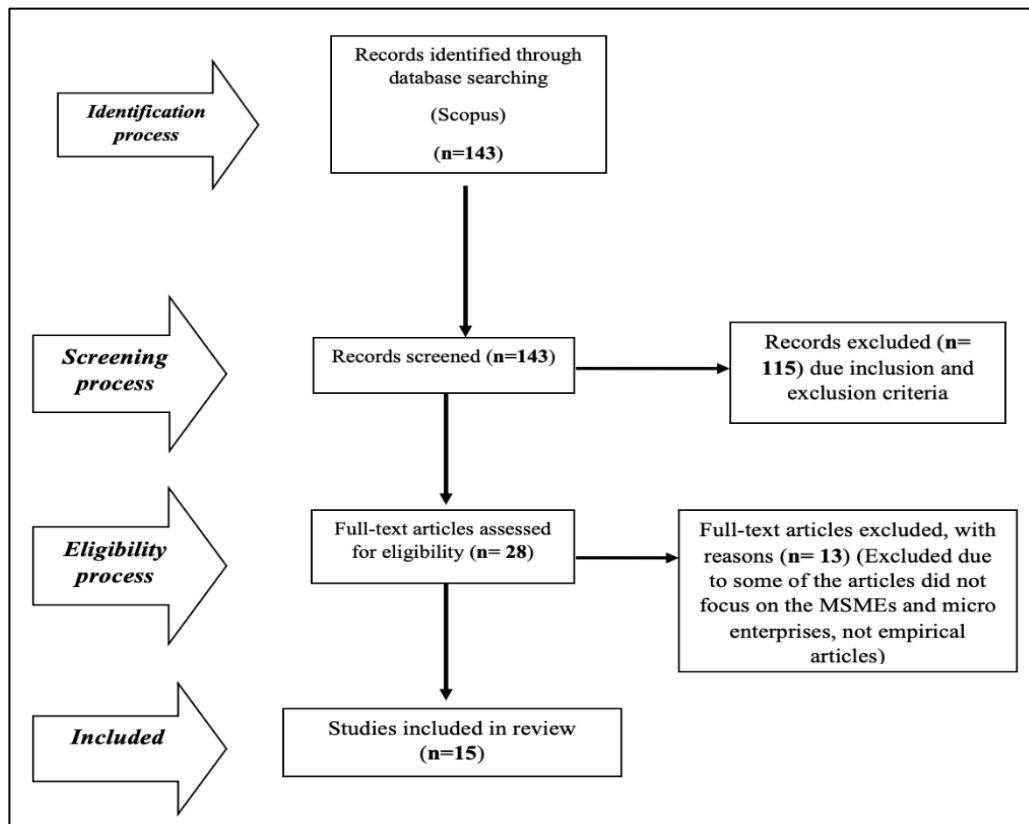 Records identified through
database searching
(Scopus)
(n=143)
Identification
process
Screening
process
Records screened (n=143)
Records excluded (n=
115) due inclusion and
exclusion criteria
Eligibility
process
Full-text articles assessed
for eligibility (n= 28)
Full-text articles excluded, with
reasons (n= 13) (Excluded due
to some of the articles did not
focus on the MSMEs and micro
enterprises, not empirical
articles)
Included
Studies included in review
(n=15)